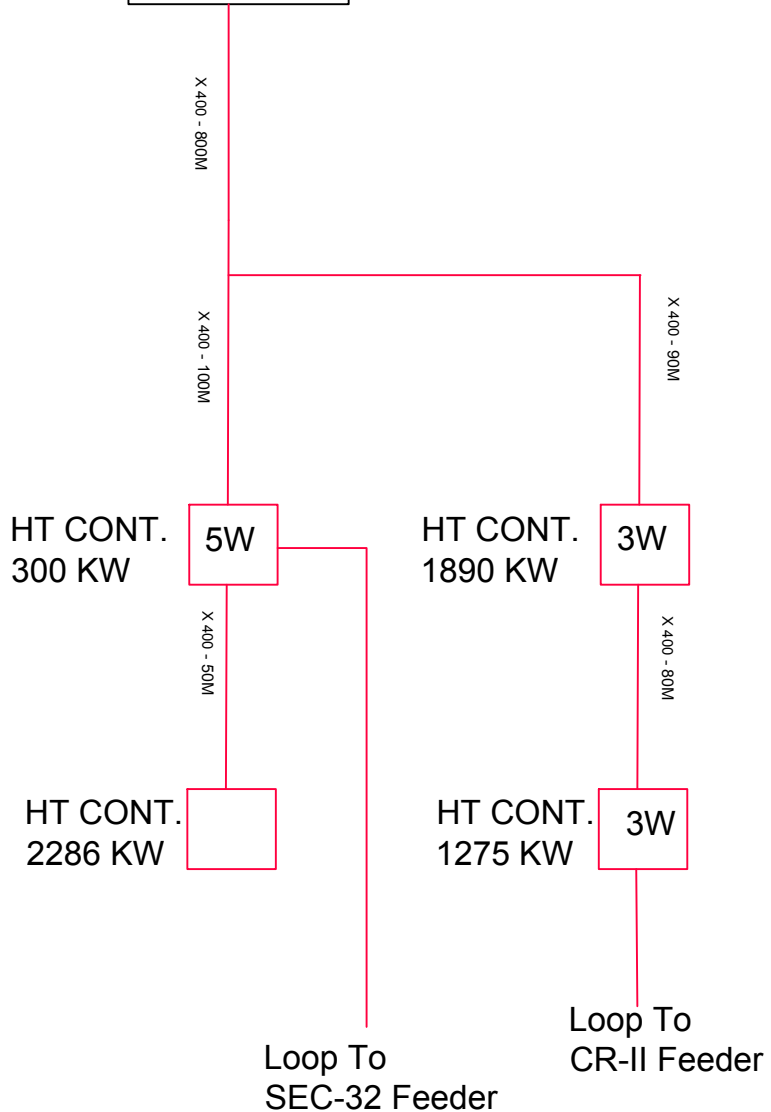 X 400 - 800M
X 400 - 100M
X 400 - 90M
HT CONT.
300 KW
5W
HT CONT.
1890 KW
3W
X 400 - 50M
X 400 - 80M
HT CONT.
2286 KW
HT CONT.
1275 KW
3W
Loop To
SEC-32 Feeder
Loop To
CR-II Feeder